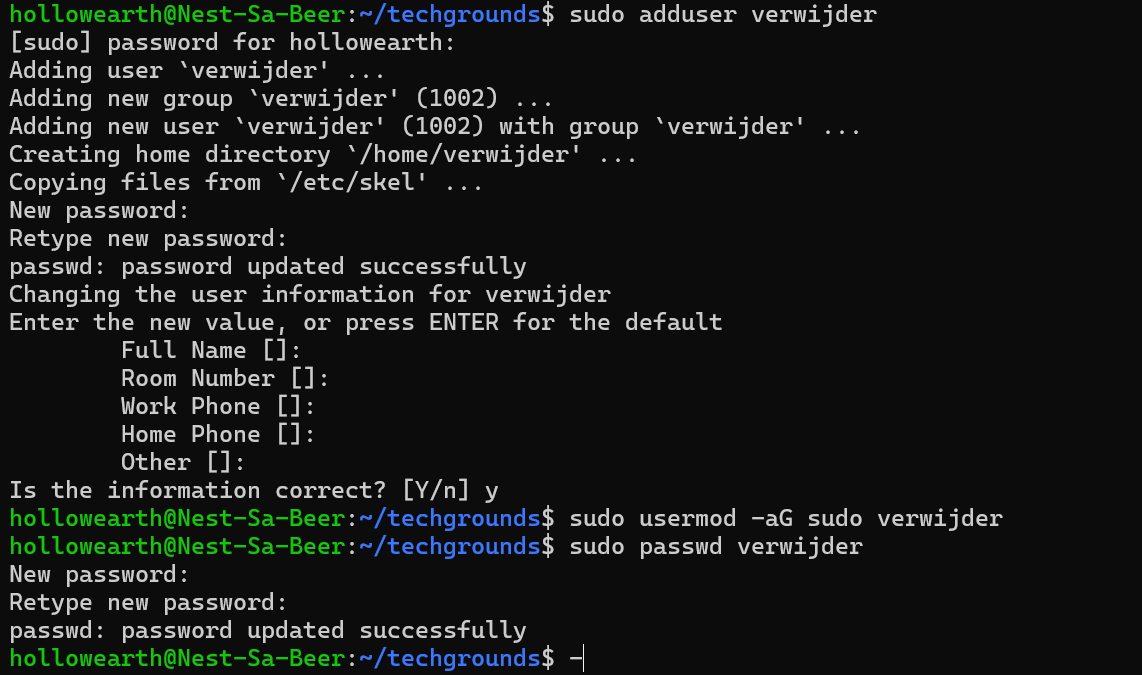 hollowearth@Nest-Sa-Beer:~/techgrounds$ sudo adduser verwijder
[sudo] password for hollowearth:
Adding user `verwijder' ...
Adding new group `verwijder' (1002) ...
Adding new user `verwijder' (1002) with group `verwijder' ...
Creating home directory `/home/verwijder' ...
Copying files from `/etc/skel' ...
New password:
Retype new password:
passwd: password updated successfully
Changing the user information for verwijder
Enter the new value, or press ENTER for the default
        Full Name []:
        Room Number []:
        Work Phone []:
        Home Phone []:
        Other []:
Is the information correct? [Y/n] y
hollowearth@Nest-Sa-Beer:~/techgrounds$ sudo usermod -aG sudo verwijder
hollowearth@Nest-Sa-Beer:~/techgrounds$ sudo passwd verwijder
New password:
Retype new password:
passwd: password updated successfully
hollowearth@Nest-Sa-Beer:~/techgrounds$ -